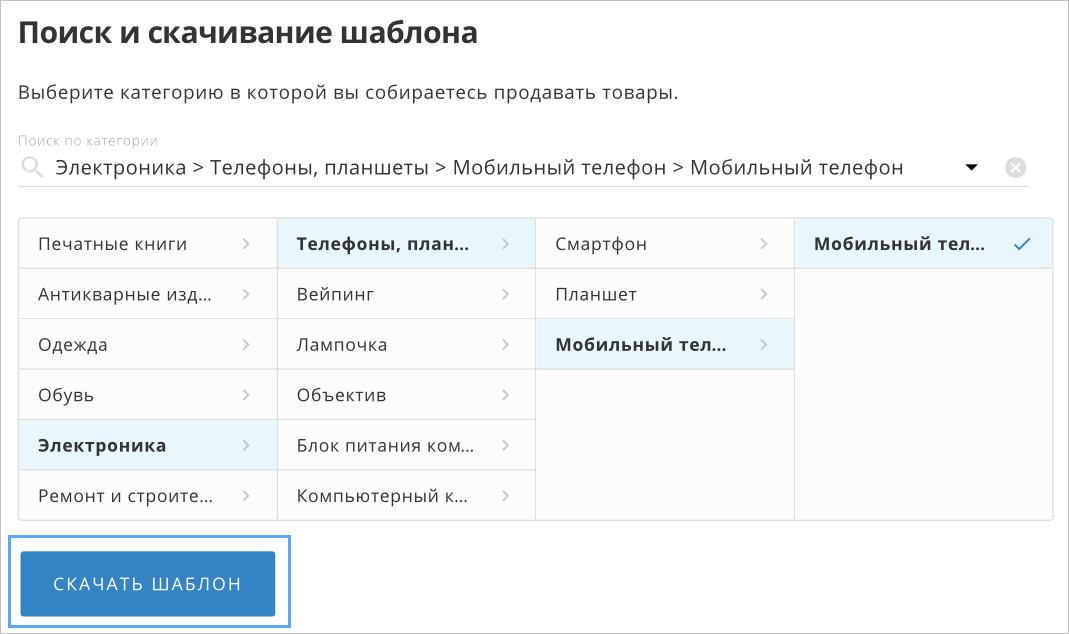 Поиск и скачивание шаблона
Выберите категорию в которой вы собираетесь продавать товары.
Поиск по категории
Электроника > Телефоны, планшеты > Мобильный телефон > Мобильный телефон
Печатные книги
Телефоны, план...
Смартфон
Мобильный тел...
Антикварные изд...
Вейпинг
Планшет
Одежда
Лампочка
Мобильный тел...
Обувь
Объектив
Электроника
Блок питания ком...
Ремонт и строите...
Компьютерный к...
СКАЧАТЬ ШАБЛОН